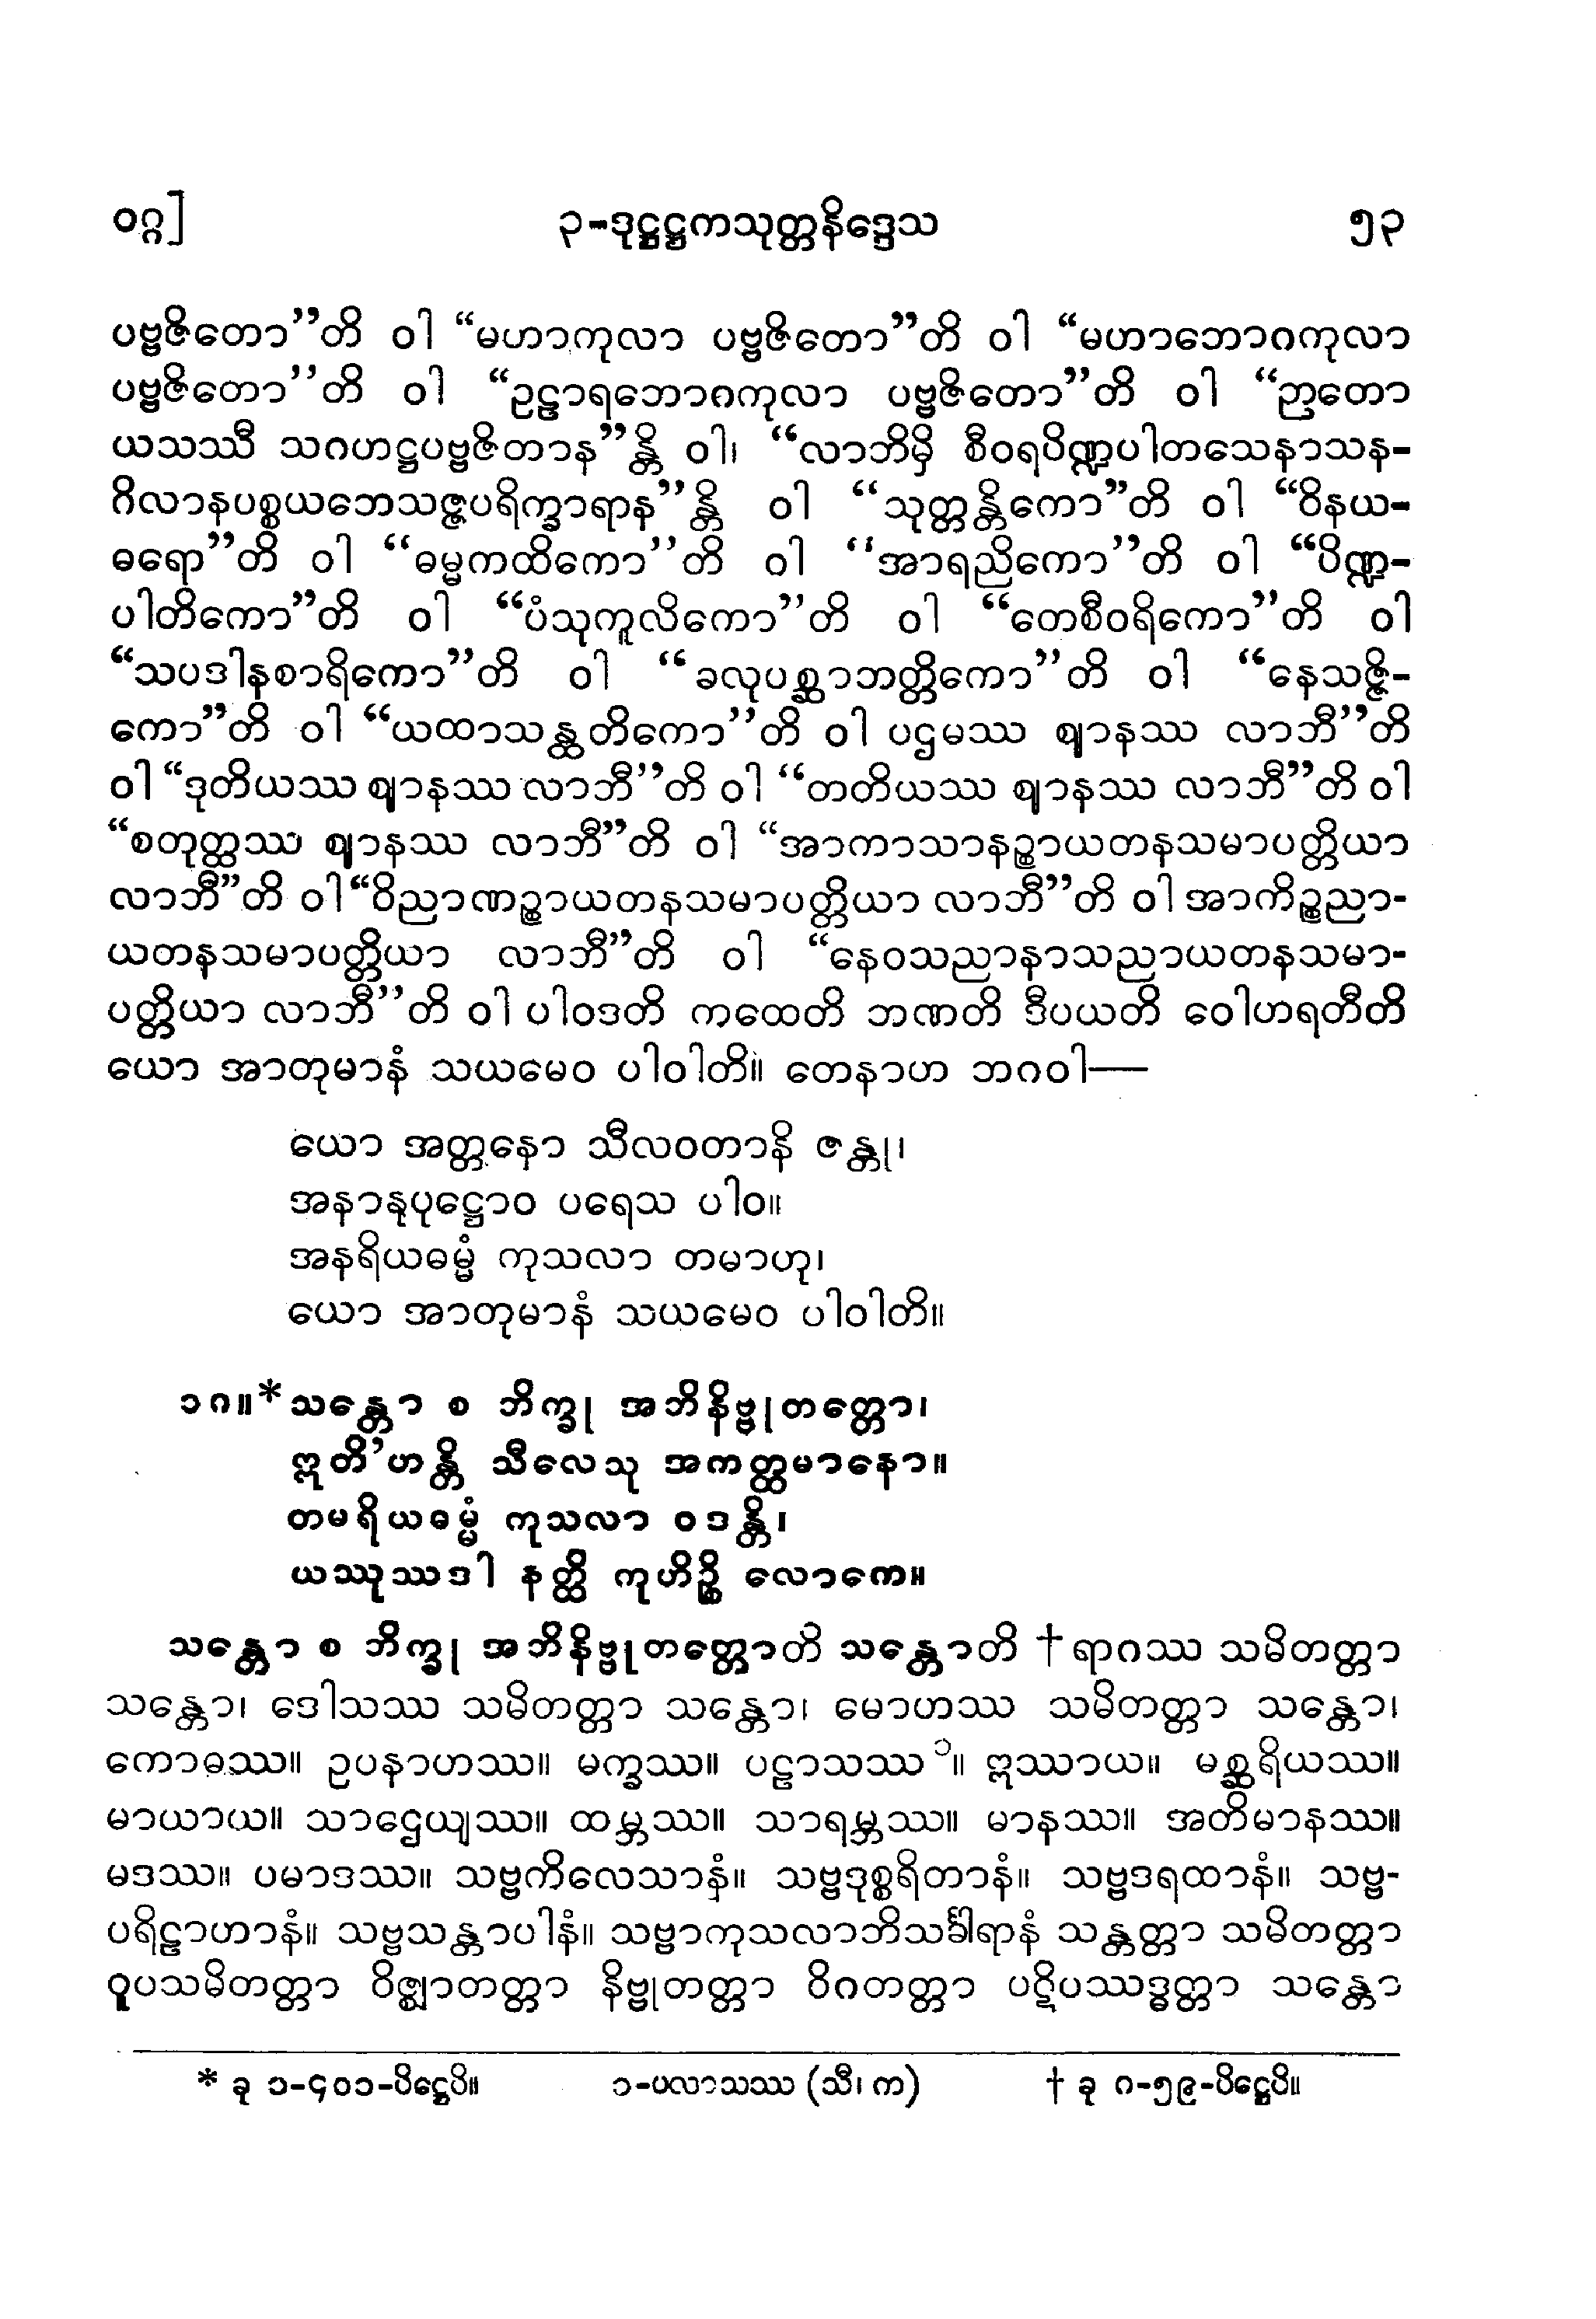 ဝဂ္ဂ] ၃-ဒုဋ္ဌဋ္ဌကသုတ္တနိဒ္ဒေသ ၅၃
ပဗ္ဗဇိတော”တိ ဝါ “မဟာကုလာ ပဗ္ဗဇိတော”တိ ဝါ “မဟာဘောဂကုလာ
ပဗ္ဗဇိတော”တိ ဝါ “ဥဠာရဘောဂကုလာ ပဗ္ဗဇိတော”တိ ဝါ “ဉာတော
ယသဿီ သဂဟဋ္ဌပဗ္ဗဇိတာန”န္တိ ဝါ၊ “လာဘိမှိ စီဝရပိဏ္ဍပါတသေနာသန-
ဂိလာနပစ္စယဘေသဇ္ဇပရိက္ခာရာန”န္တိ ဝါ “သုတ္တန္တိကော”တိ ဝါ “ဝိနယ-
ဓရော”တိ ဝါ “ဓမ္မကထိကော”တိ ဝါ “အာရညိကော”တိ ဝါ “ပိဏ္ဍ-
ပါတိကော”တိ ဝါ “ပံသုကူလိကော”တိ ဝါ “တေစီဝရိကော”တိ ဝါ
“သပဒါနစာရိကော”တိ ဝါ “ခလုပစ္ဆာဘတ္တိကော”တိ ဝါ “နေသဇ္ဇိ-
ကော”တိ ဝါ “ယထာသန္ထတိကော”တိ ဝါ ပဌမဿ ဈာနဿ လာဘီ”တိ
ဝါ “ဒုတိယဿ ဈာနဿ လာဘီ”တိ ဝါ “တတိယဿ ဈာနဿ လာဘီ”တိ ဝါ
“စတုတ္ထဿ ဈာနဿ လာဘီ”တိ ဝါ “အာကာသာနဉ္စာယတနသမာပတ္တိယာ
လာဘီ”တိ ဝါ “ဝိညာဏဉ္စာယတနသမာပတ္တိယာ လာဘီ”တိ ဝါ အာကိဉ္စညာ-
ယတနသမာပတ္တိယာ လာဘီ”တိ ဝါ “နေဝသညာနာသညာယတနသမာ-
ပတ္တိယာ လာဘီ”တိ ဝါ ပါဝဒတိ ကထေတိ ဘဏတိ ဒီပယတိ ဝေါဟရတီတိ
ယော အာတုမာနံ သယမေဝ ပါဝါတိ။ တေနာဟ ဘဂဝါ—
ယော အတ္တနော သီလဝတာနိ ဇန္တု၊
အနာနုပုဋ္ဌောဝ ပရေသ ပါဝ။
အနရိယဓမ္မံ ကုသလာ တမာဟု၊
ယော အာတုမာနံ သယမေဝ ပါဝါတိ။
၁ဂ။*သန္တော စ ဘိက္ခု အဘိနိဗ္ဗုတတ္တော၊
ဣတိ’ဟန္တိ သီလေသု အကတ္ထမာနော။
တမရိယဓမ္မံ ကုသလာ ဝဒန္တိ၊
ယဿုဿဒါ နတ္ထိ ကုဟိဉ္စိ လောကေ။
သန္တော စ ဘိက္ခု အဘိနိဗ္ဗုတတ္တောတိ သန္တောတိ †ရာဂဿ သမိတတ္တာ
သန္တော၊ ဒေါသဿ သမိတတ္တာ သန္တော၊ မောဟဿ သမိတတ္တာ သန္တော၊
ကောဓဿ။ ဥပနာဟဿ။ မက္ခဿ။ ပဠာသဿ ၁။ ဣဿာယ။ မစ္ဆရိယဿ။
မာယာယ။ သာဌေယျဿ။ ထမ္ဘဿ။ သာရမ္ဘဿ။ မာနဿ။ အတိမာနဿ။
မဒဿ။ ပမာဒဿ။ သဗ္ဗကိလေသာနံ။ သဗ္ဗဒုစ္စရိတာနံ။ သဗ္ဗဒရထာနံ။ သဗ္ဗ-
ပရိဠာဟာနံ။ သဗ္ဗသန္တာပါနံ။ သဗ္ဗာကုသလာဘိသင်္ခါရာနံ သန္တတ္တာ သမိတတ္တာ
ဝူပသမိတတ္တာ ဝိဇ္ဈာတတ္တာ နိဗ္ဗုတတ္တာ ဝိဂတတ္တာ ပဋိပဿဒ္ဓတ္တာ သန္တော
* ခု ၁-၄၀၁-ပိဋ္ဌေပိ။ ၁-ပလာသဿ (သီ၊ က) † ခု ဂ-၅၉-ပိဋ္ဌေပိ။